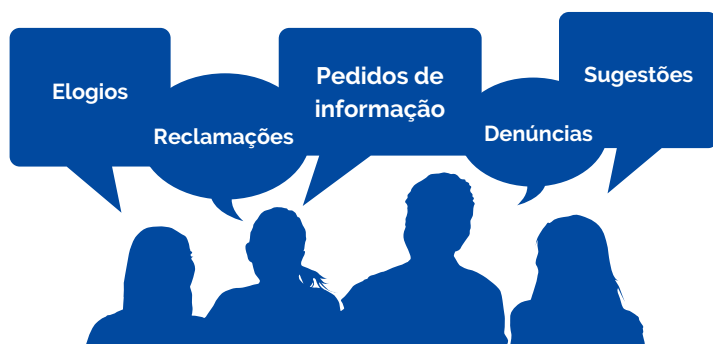 Elogios
Reclamações
Pedidos de
informação
Denúncias
Sugestões